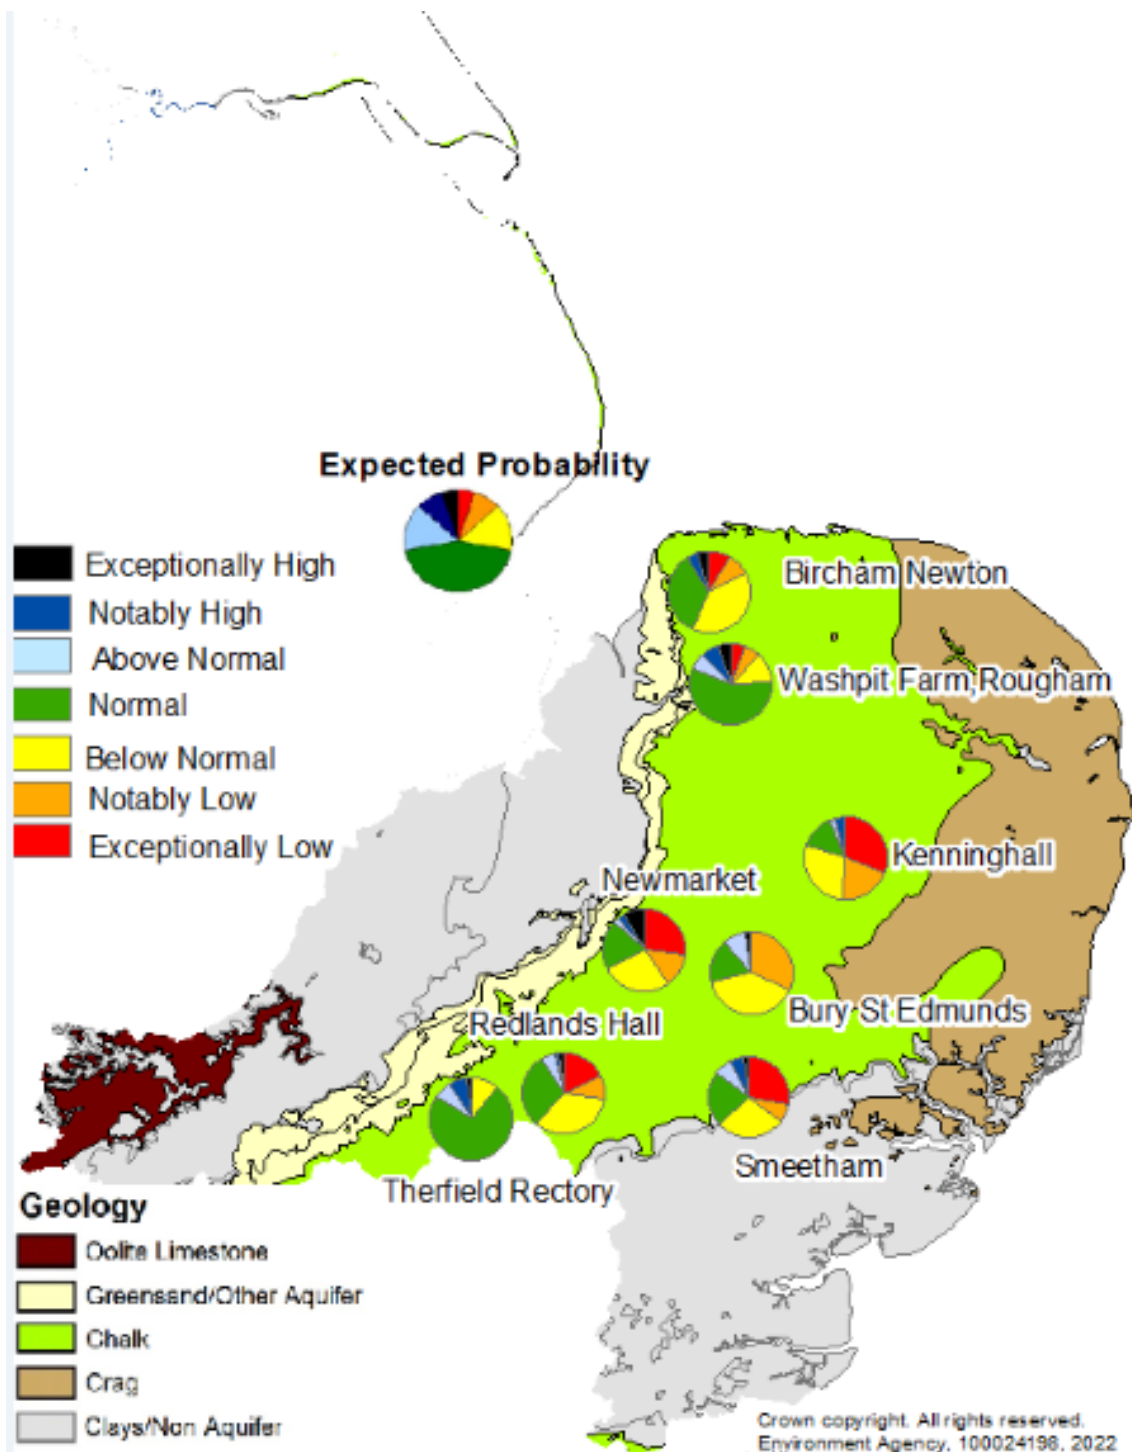 Expected Probability
Exceptionally High
Notably High
Above Normal
Normal
Below Normal
Notably Low
Exceptionally Low
Bircham Newton
Washpit Farm,Rougham
Kenninghall
Newmarket
Bury St Edmunds
Redlands Hall
Smeetham
Therfield Rectory
Geology
Oolite Limestone
Greensand/Other Aquifer
Chalk
Crag
Clays/Non Aquifer
Crown copyright. All rights reserved.
Environment Agency, 100024198, 2022